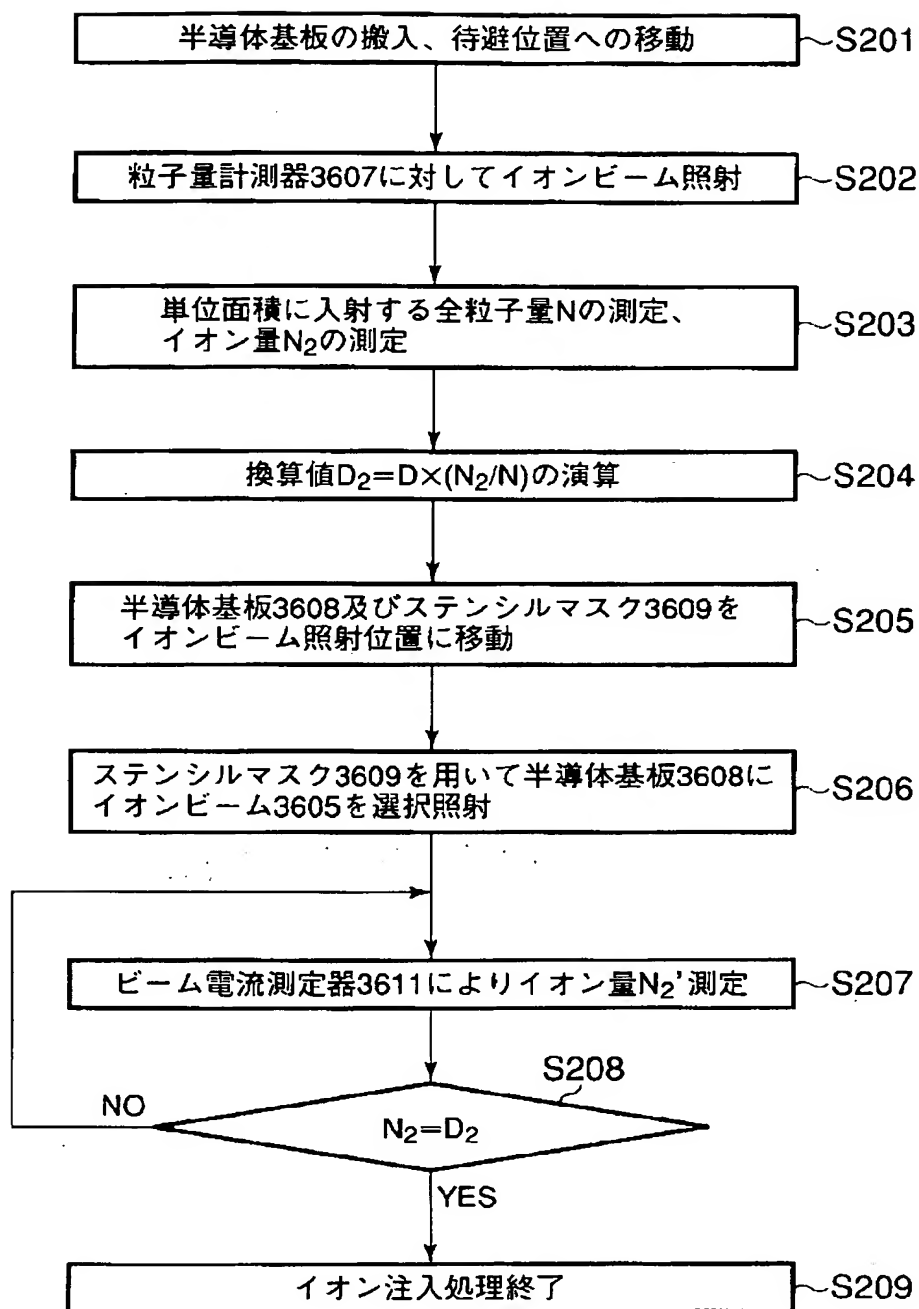 半導体基板の搬入、待避位置への移動
S201
粒子量計測器3607に対してイオンビーム照射
S202
単位面積に入射する全粒子量Nの測定、
イオン量N₂の測定
S203
換算値D₂=D×(N₂/N)の演算
S204
半導体基板3608及びステンシルマスク3609を
イオンビーム照射位置に移動
S205
ステンシルマスク3609を用いて半導体基板3608に
イオンビーム3605を選択照射
S206
ビーム電流測定器3611によりイオン量N₂'測定
S207
S208
NO
N₂=D₂
YES
イオン注入処理終了
S209